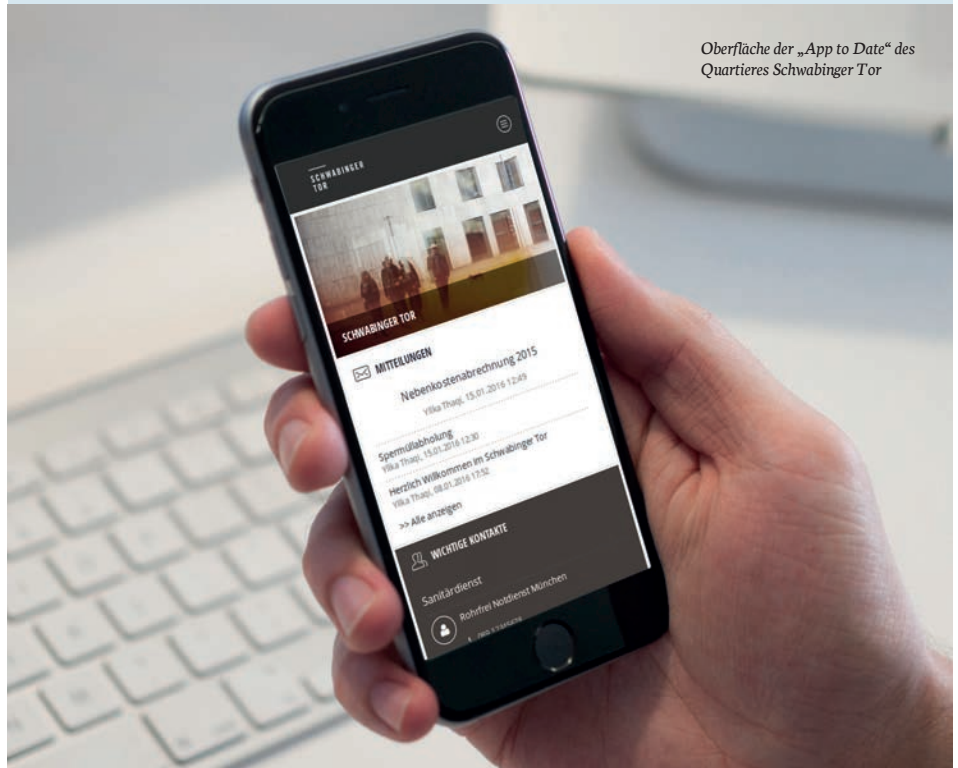 Oberfläche der „App to Date“ des
Quartieres Schwabinger Tor
SCHWABINGER
TOR
SCHWABINGER TOR
MITTEILUNGEN
Nebenkostenabrechnung 2015
Ylka Thaqi, 15.01.2016 12:49
Spermüllabholung
Ylka Thaqi, 15.01.2016 12:30
Herzlich Willkommen im Schwabinger Tor
Ylka Thaqi, 08.01.2016 17:52
>> Alle anzeigen
WICHTIGE KONTAKTE
Sanitärdienst
Rohrfrei Notdienst München